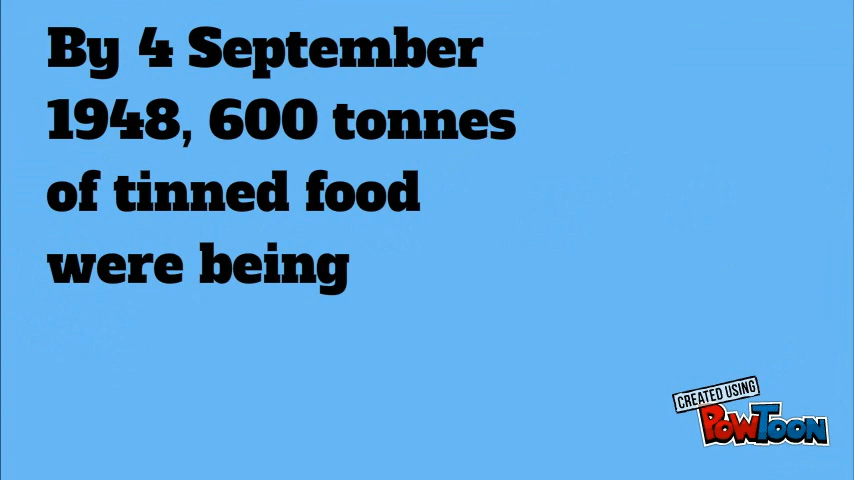 By 4 September
1948, 600 tonnes
of tinned food
were being
CREATED USING
POWTOON